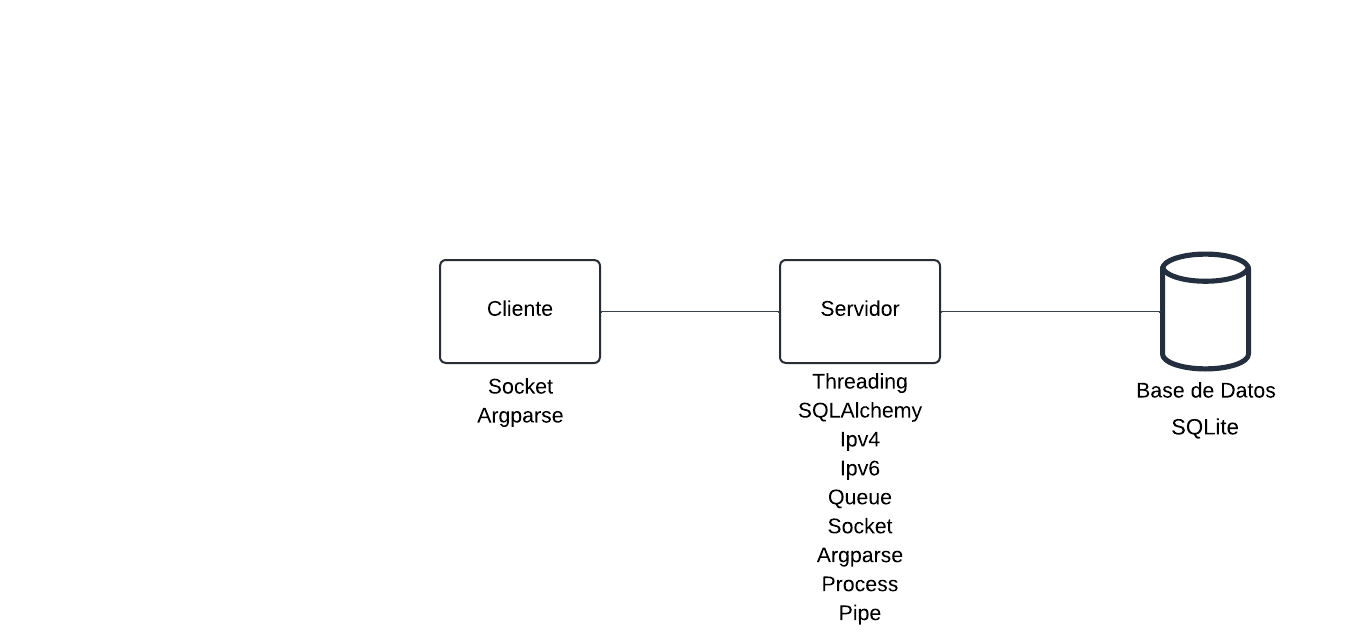 Cliente
Socket
Argparse
Servidor
Threading
SQLAlchemy
Ipv4
Ipv6
Queue
Socket
Argparse
Process
Pipe
Base de Datos
SQLite